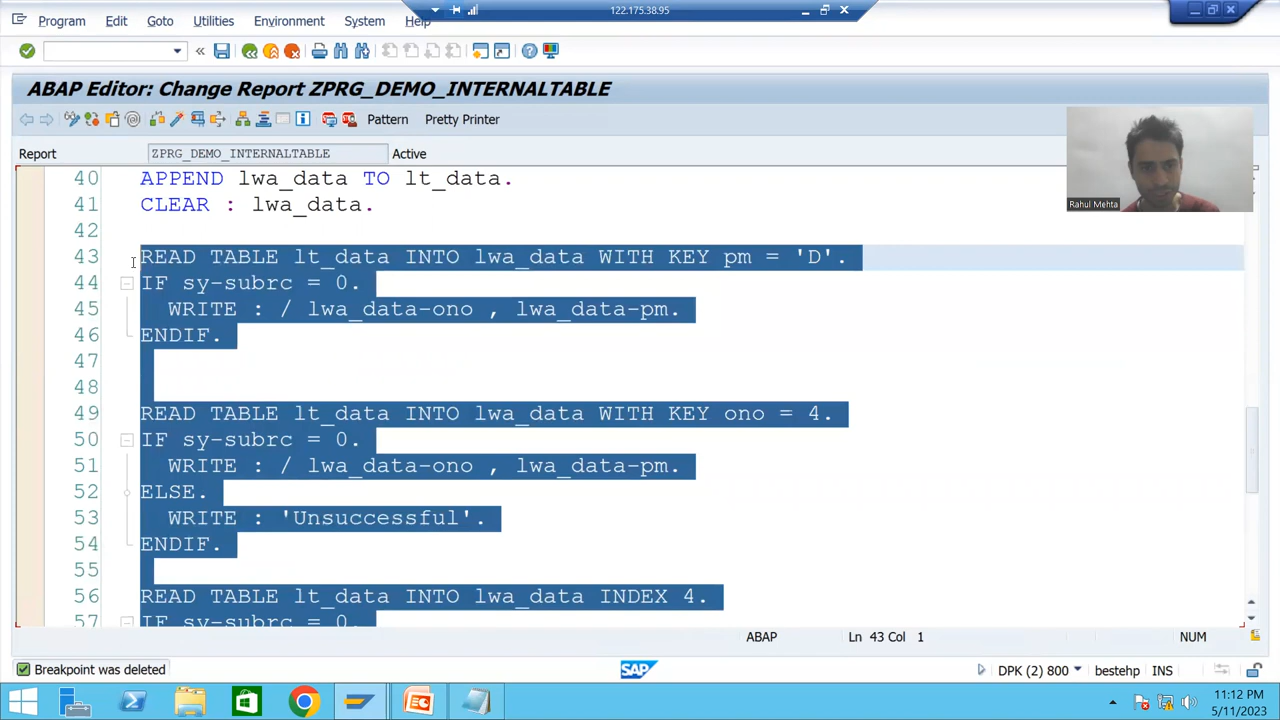 122.175.38.95
Program Edit Goto Utilities Environment System Help
ABAP Editor: Change Report ZPRG_DEMO_INTERNALTABLE
Pattern Pretty Printer
Report ZPRG_DEMO_INTERNALTABLE Active
Rahul Mehta
40 APPEND lwa_data TO lt_data.
41 CLEAR : lwa_data.
42
43 READ TABLE lt_data INTO lwa_data WITH KEY pm = 'D'.
44 IF sy-subrc = 0.
45 WRITE : / lwa_data-ono , lwa_data-pm.
46 ENDIF.
47
48
49 READ TABLE lt_data INTO lwa_data WITH KEY ono = 4.
50 IF sy-subrc = 0.
51 WRITE : / lwa_data-ono , lwa_data-pm.
52 ELSE.
53 WRITE : 'Unsuccessful'.
54 ENDIF.
55
56 READ TABLE lt_data INTO lwa_data INDEX 4.
57 IF sy-subrc = 0.
ABAP Ln 43 Col 1 NUM
Breakpoint was deleted SAP DPK (2) 800 bestehp INS
11:12 PM
5/11/2023